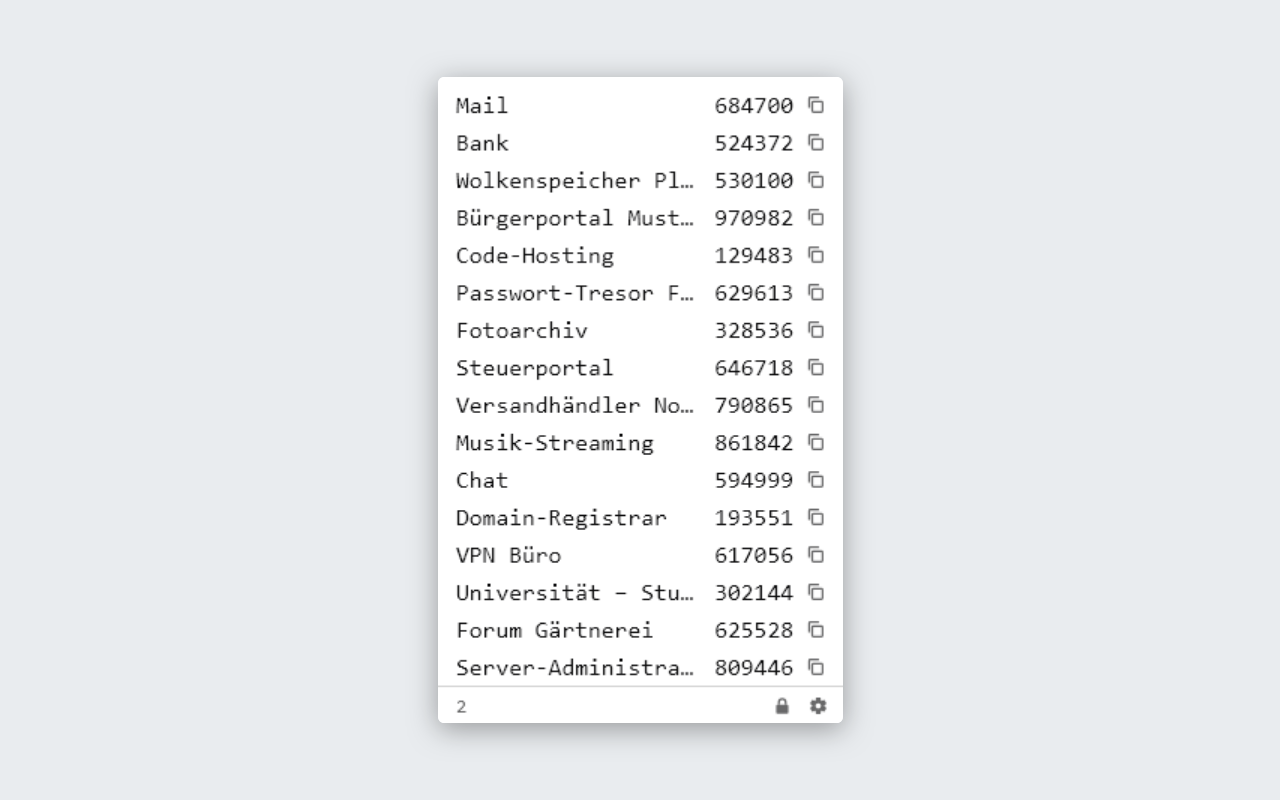 Mail 684700
Bank 524372
Wolkenspeicher Pl… 530100
Bürgerportal Must… 970982
Code-Hosting 129483
Passwort-Tresor F… 629613
Fotoarchiv 328536
Steuerportal 646718
Versandhändler No… 790865
Musik-Streaming 861842
Chat 594999
Domain-Registrar 193551
VPN Büro 617056
Universität – Stu… 302144
Forum Gärtnerei 625528
Server-Administra… 809446
2